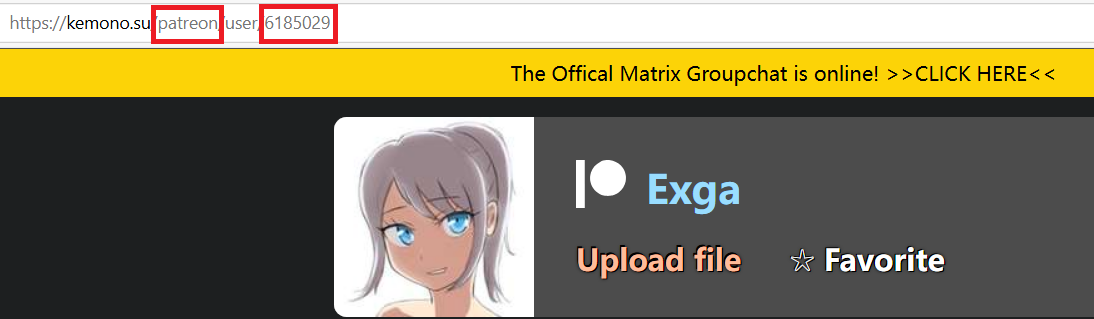 https://kemono.su/patreon/user/6185029
The Offical Matrix Groupchat is online! >>CLICK HERE<<
Exga
Upload file ☆ Favorite